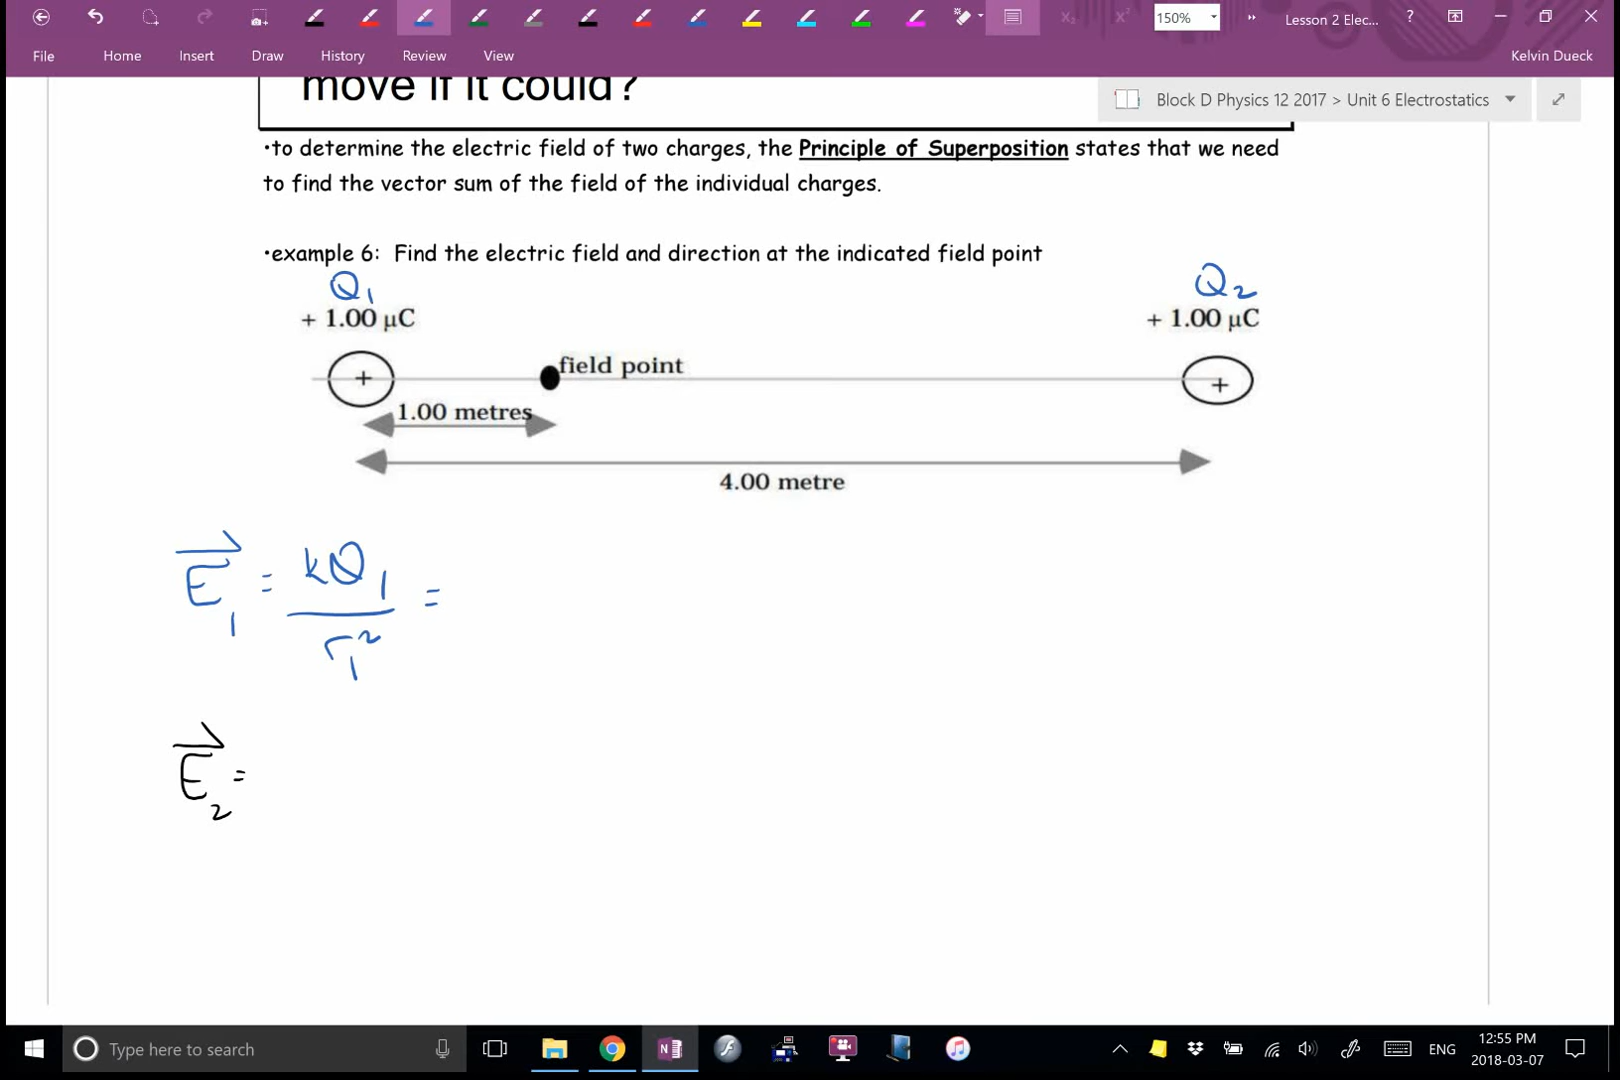 150%
Lesson 2 Elec...
?
File Home Insert Draw History Review View
Kelvin Dueck
move if it could?
Block D Physics 12 2017 > Unit 6 Electrostatics
•to determine the electric field of two charges, the Principle of Superposition states that we need
to find the vector sum of the field of the individual charges.
•example 6: Find the electric field and direction at the indicated field point
Q₁ Q₂
+ 1.00 µC + 1.00 µC
field point
+ +
1.00 metres
4.00 metre
E⃗₁ = kQ₁ / r₁² =
E⃗₂ =
Type here to search
ENG
12:55 PM
2018-03-07